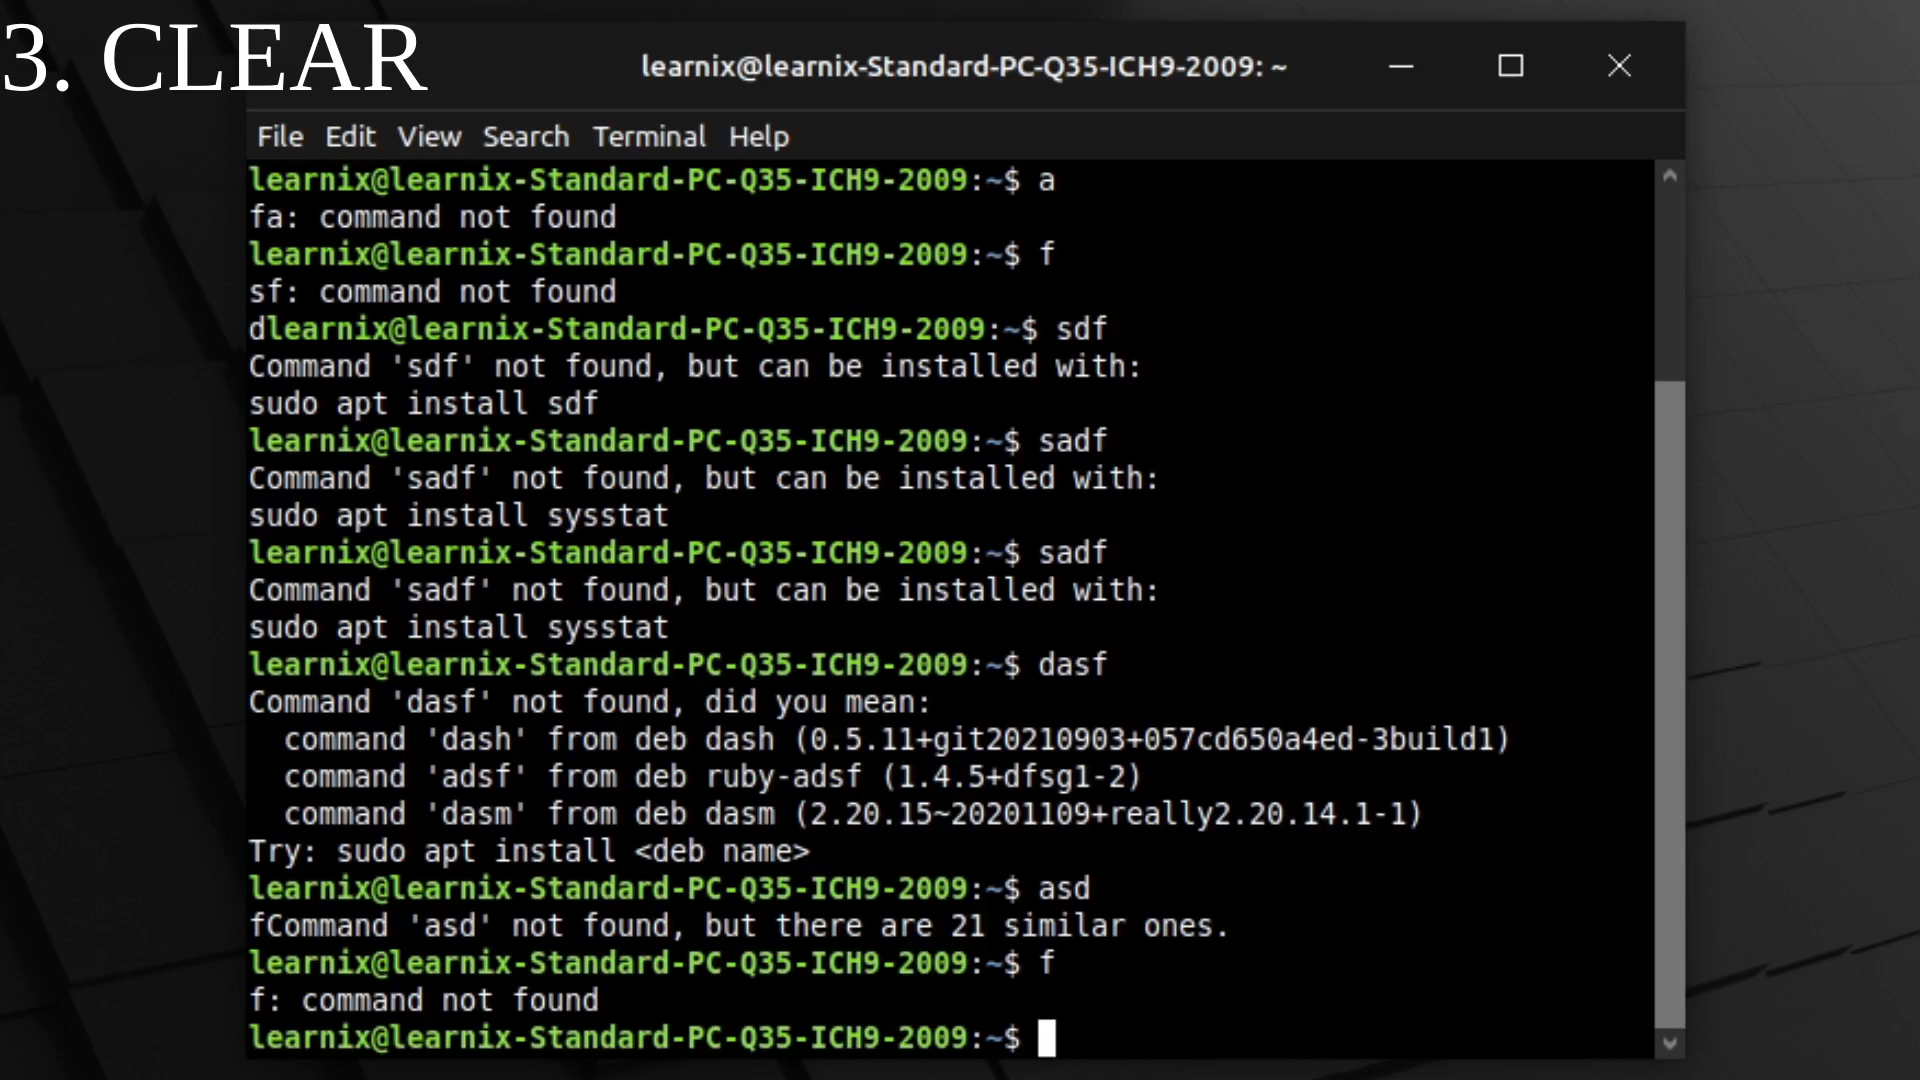 3. CLEAR
learnix@learnix-Standard-PC-Q35-ICH9-2009: ~
File Edit View Search Terminal Help
learnix@learnix-Standard-PC-Q35-ICH9-2009:~$ a
fa: command not found
learnix@learnix-Standard-PC-Q35-ICH9-2009:~$ f
sf: command not found
dlearnix@learnix-Standard-PC-Q35-ICH9-2009:~$ sdf
Command 'sdf' not found, but can be installed with:
sudo apt install sdf
learnix@learnix-Standard-PC-Q35-ICH9-2009:~$ sadf
Command 'sadf' not found, but can be installed with:
sudo apt install sysstat
learnix@learnix-Standard-PC-Q35-ICH9-2009:~$ sadf
Command 'sadf' not found, but can be installed with:
sudo apt install sysstat
learnix@learnix-Standard-PC-Q35-ICH9-2009:~$ dasf
Command 'dasf' not found, did you mean:
  command 'dash' from deb dash (0.5.11+git20210903+057cd650a4ed-3build1)
  command 'adsf' from deb ruby-adsf (1.4.5+dfsg1-2)
  command 'dasm' from deb dasm (2.20.15~20201109+really2.20.14.1-1)
Try: sudo apt install <deb name>
learnix@learnix-Standard-PC-Q35-ICH9-2009:~$ asd
fCommand 'asd' not found, but there are 21 similar ones.
learnix@learnix-Standard-PC-Q35-ICH9-2009:~$ f
f: command not found
learnix@learnix-Standard-PC-Q35-ICH9-2009:~$